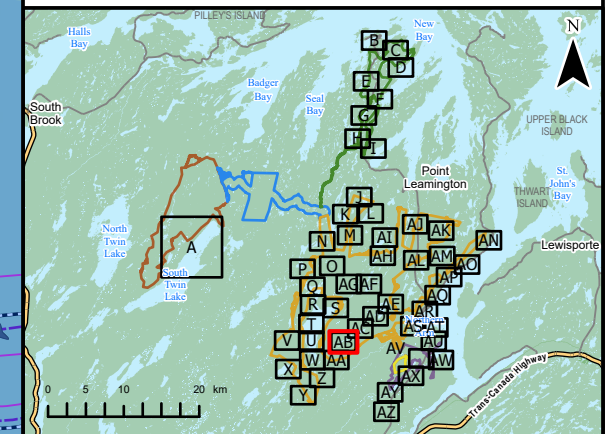 PILLEY'S ISLAND
Halls
Bay
New
Bay
N
B
C
D
Badger
Bay
Seal
Bay
E
F
G
South
Brook
UPPER BLACK
ISLAND
H
I
Point
Leamington
St.
John's
Bay
THWART
ISLAND
J
K
L
AJ
AK
North
Twin
Lake
A
M
N
AI
AN
Lewisporte
AH
AL
AM
AO
South
Twin
Lake
P
O
AP
Q
AG
AF
AQ
R
S
AE
AR
AD
T
AC
AS
AT
V
U
AB
AV
AU
W
AA
AW
X
Z
AX
Y
AY
AZ
0
5
10
20 km
Trans-Canada Highway